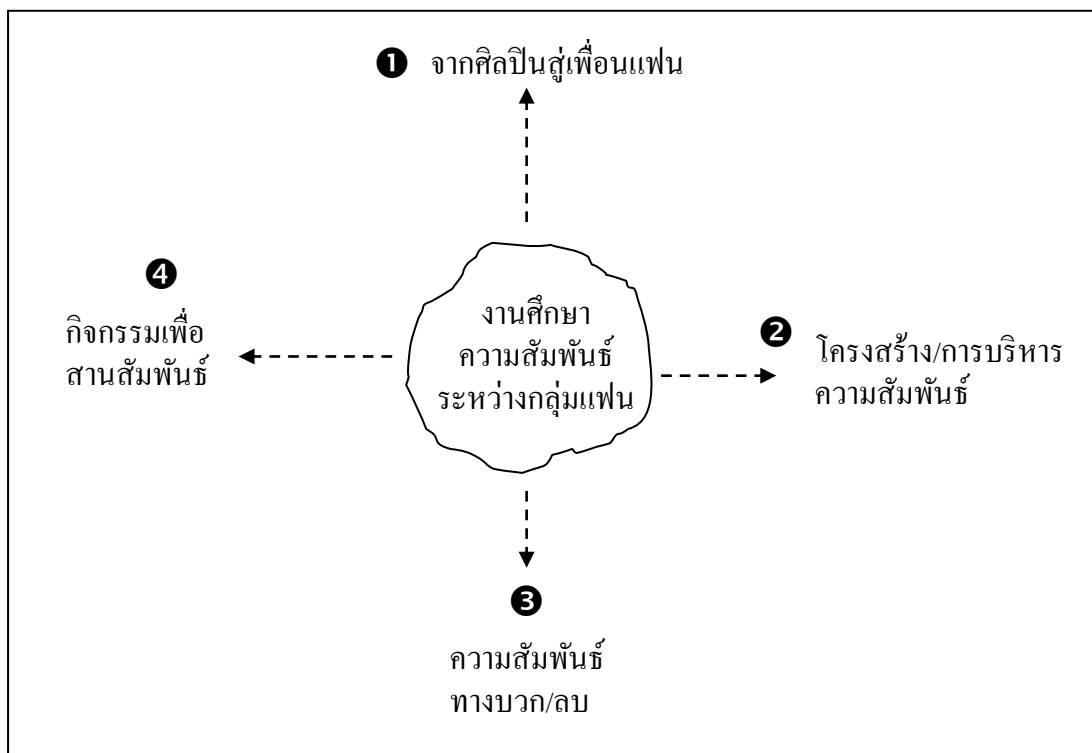 ❶ จากศิลปินสู่เพื่อนแฟน
❹
กิจกรรมเพื่อ
สานสัมพันธ์
งานศึกษา
ความสัมพันธ์
ระหว่างกลุ่มแฟน
❷
โครงสร้าง/การบริหาร
ความสัมพันธ์
❸
ความสัมพันธ์
ทางบวก/ลบ